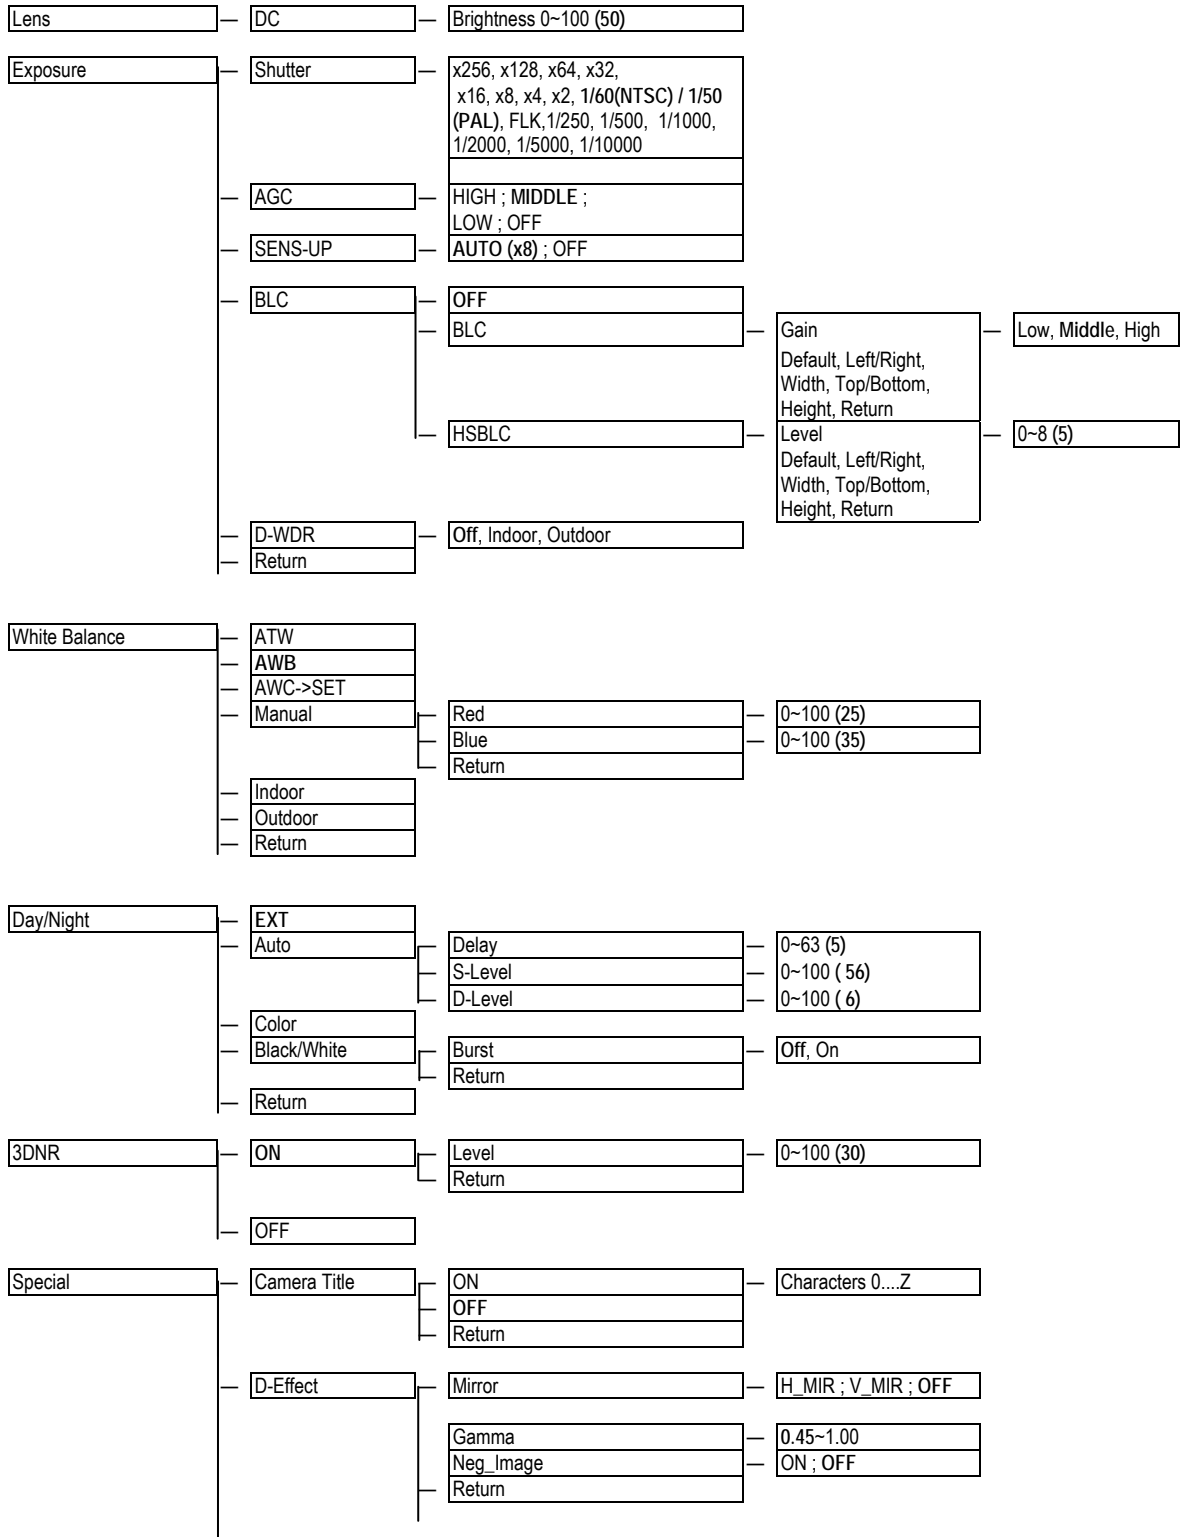 Lens — DC — Brightness 0~100 (50)
Exposure — Shutter — x256, x128, x64, x32,
x16, x8, x4, x2, 1/60(NTSC) / 1/50
(PAL), FLK,1/250, 1/500, 1/1000,
1/2000, 1/5000, 1/10000
— AGC — HIGH ; MIDDLE ;
LOW ; OFF
— SENS-UP — AUTO (x8) ; OFF
— BLC — OFF
— BLC — Gain — Low, Middle, High
Default, Left/Right,
Width, Top/Bottom,
Height, Return
— HSBLC — Level — 0~8 (5)
Default, Left/Right,
Width, Top/Bottom,
Height, Return
— D-WDR — Off, Indoor, Outdoor
— Return
White Balance — ATW
— AWB
— AWC->SET
— Manual — Red — 0~100 (25)
— Blue — 0~100 (35)
— Return
— Indoor
— Outdoor
— Return
Day/Night — EXT
— Auto — Delay — 0~63 (5)
— S-Level — 0~100 ( 56)
— D-Level — 0~100 ( 6)
— Color
— Black/White — Burst — Off, On
— Return
— Return
3DNR — ON — Level — 0~100 (30)
— Return
— OFF
Special — Camera Title — ON — Characters 0....Z
— OFF
— Return
— D-Effect — Mirror — H_MIR ; V_MIR ; OFF
Gamma — 0.45~1.00
Neg_Image — ON ; OFF
— Return